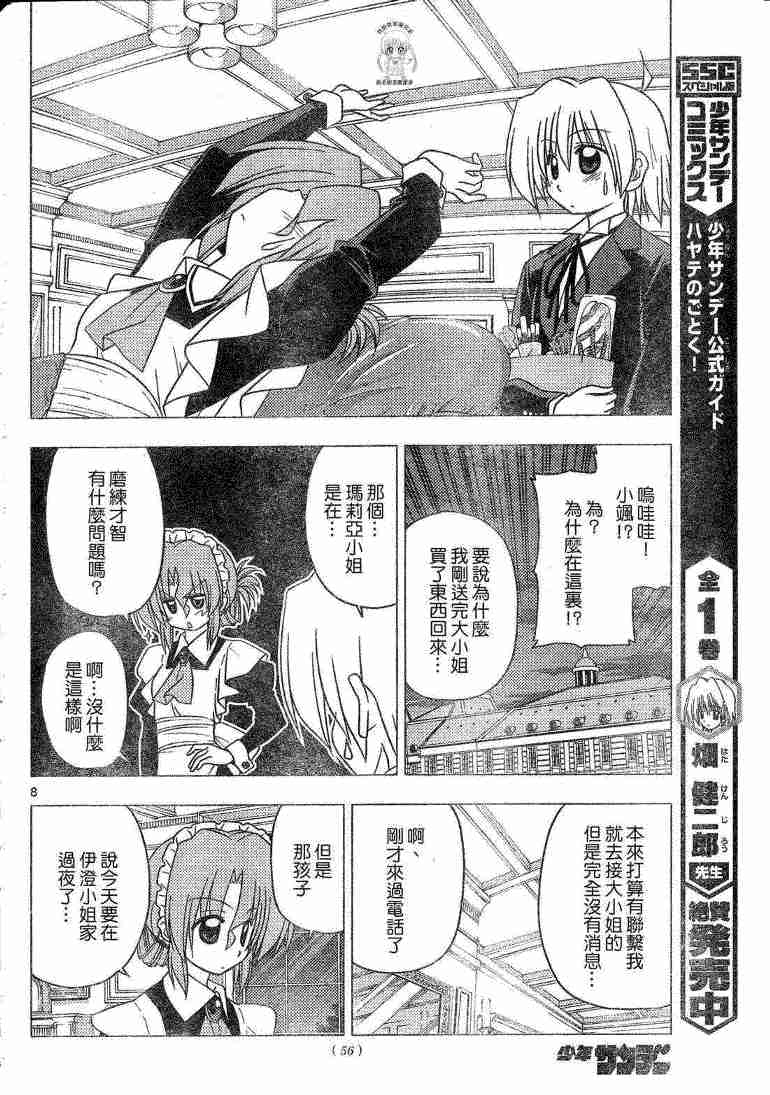 嗚哇哇!
小颯!?
為?
為什麼在這裏!?
要說為什麼
我剛送完大小姐
買了東西回來…
那個…
瑪莉亞小姐
是在…
磨練才智
有什麼問題嗎?
啊…沒什麼
是這樣啊
8
本來打算有聯繫我
就去接大小姐的
但是完全沒有消息…
啊、
剛才來過電話了
但是
那孩子
說今天要在
伊澄小姐家
過夜了…
(56)
少年サンデー
SSC
スペシャル版
少年サンデー
コミックス
少年サンデー公式ガイド
ハヤテのごとく!
全1巻
畑健二郎
はた けん じ ろう
先生
絶賛
発売中